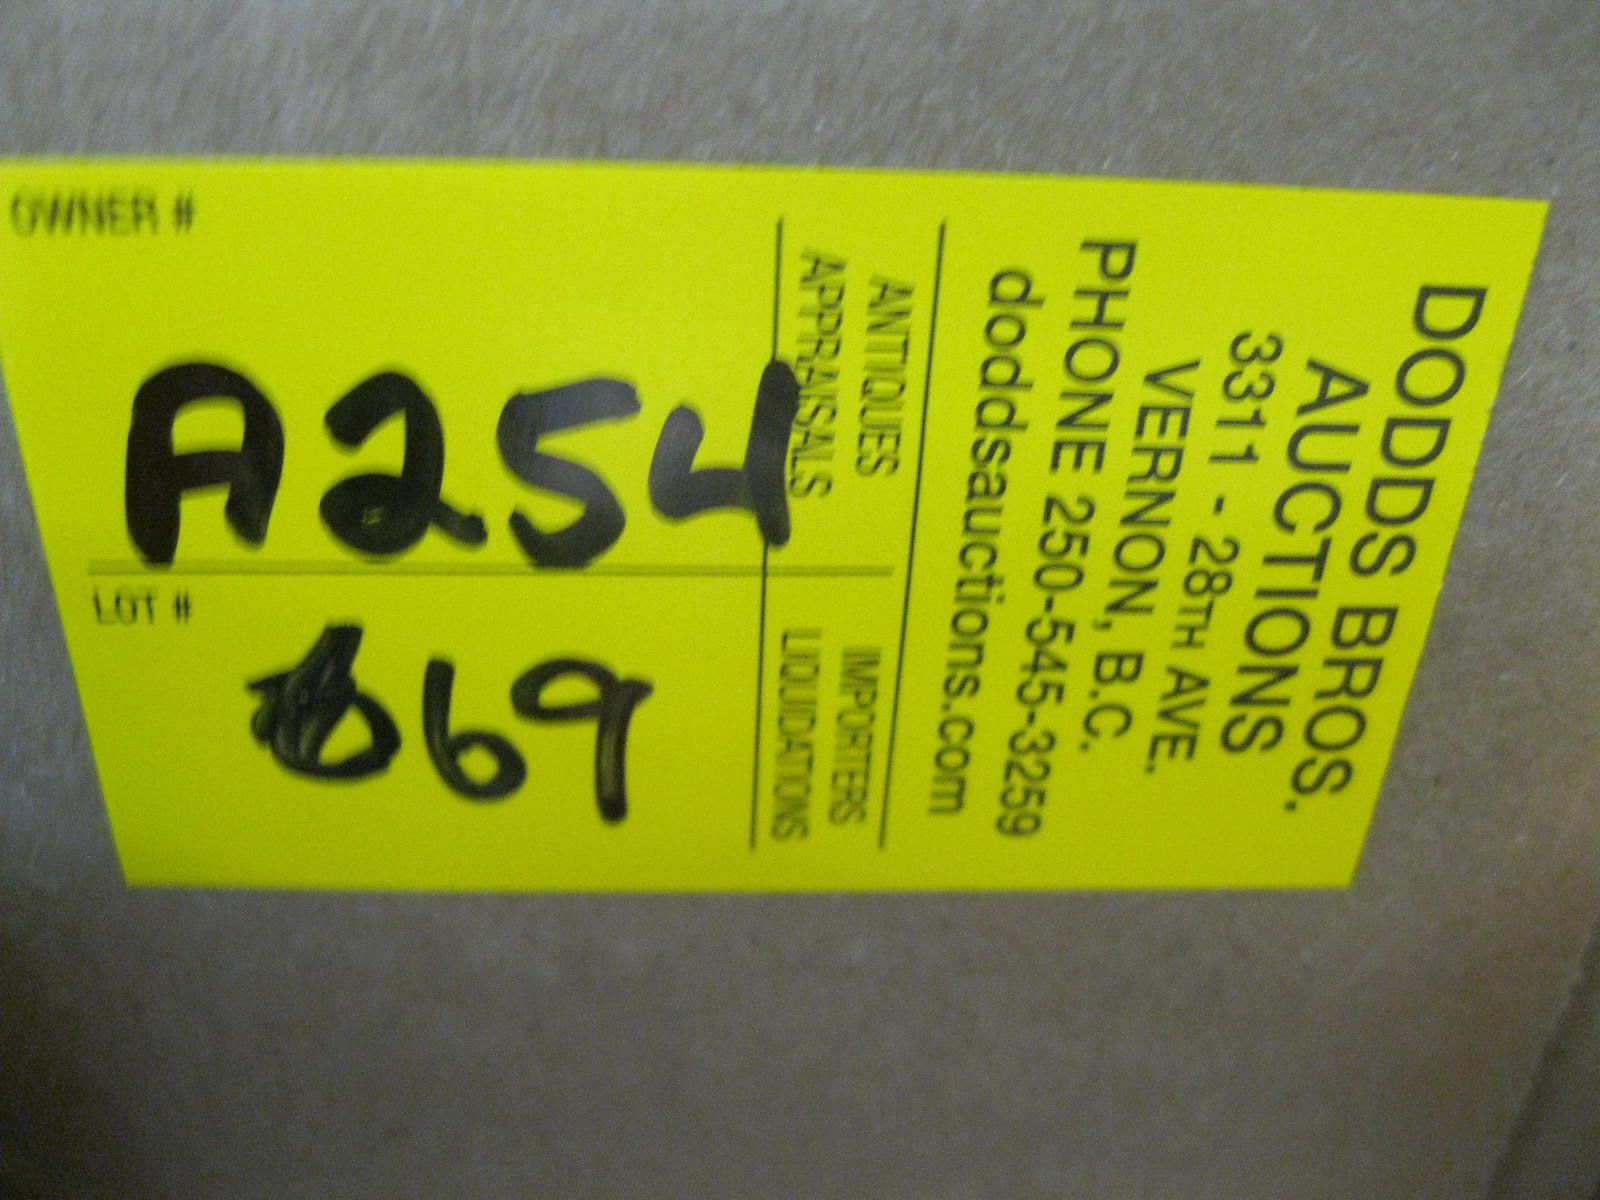 DODDS BROS.
AUCTIONS
3311 - 28TH AVE.
VERNON, B.C.
PHONE 250-545-3259
doddsauctions.com
ANTIQUES
APPRAISALS
IMPORTERS
LIQUIDATIONS
OWNER #
A254
LOT #
669